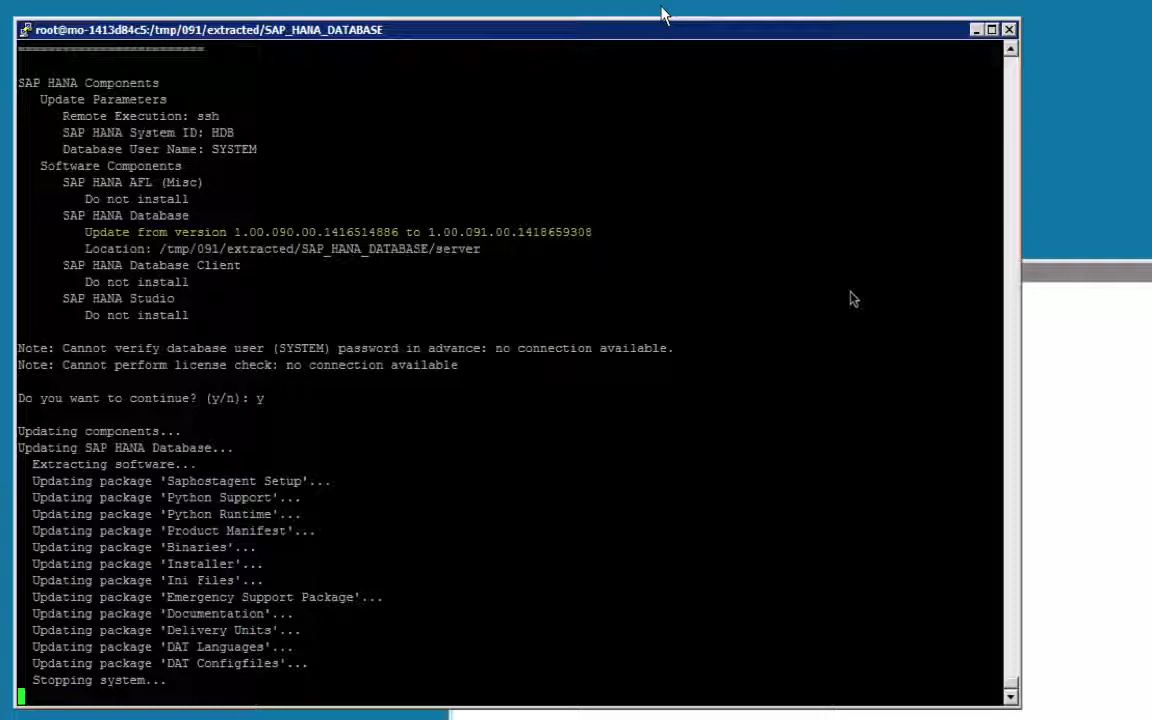 root@mo-1413d84c5:/tmp/091/extracted/SAP_HANA_DATABASE
=========================
SAP HANA Components
Update Parameters
Remote Execution: ssh
SAP HANA System ID: HDB
Database User Name: SYSTEM
Software Components
SAP HANA AFL (Misc)
Do not install
SAP HANA Database
Update from version 1.00.090.00.1416514886 to 1.00.091.00.1418659308
Location: /tmp/091/extracted/SAP_HANA_DATABASE/server
SAP HANA Database Client
Do not install
SAP HANA Studio
Do not install
Note: Cannot verify database user (SYSTEM) password in advance: no connection available.
Note: Cannot perform license check: no connection available
Do you want to continue? (y/n): y
Updating components...
Updating SAP HANA Database...
Extracting software...
Updating package 'Saphostagent Setup'...
Updating package 'Python Support'...
Updating package 'Python Runtime'...
Updating package 'Product Manifest'...
Updating package 'Binaries'...
Updating package 'Installer'...
Updating package 'Ini Files'...
Updating package 'Emergency Support Package'...
Updating package 'Documentation'...
Updating package 'Delivery Units'...
Updating package 'DAT Languages'...
Updating package 'DAT Configfiles'...
Stopping system...